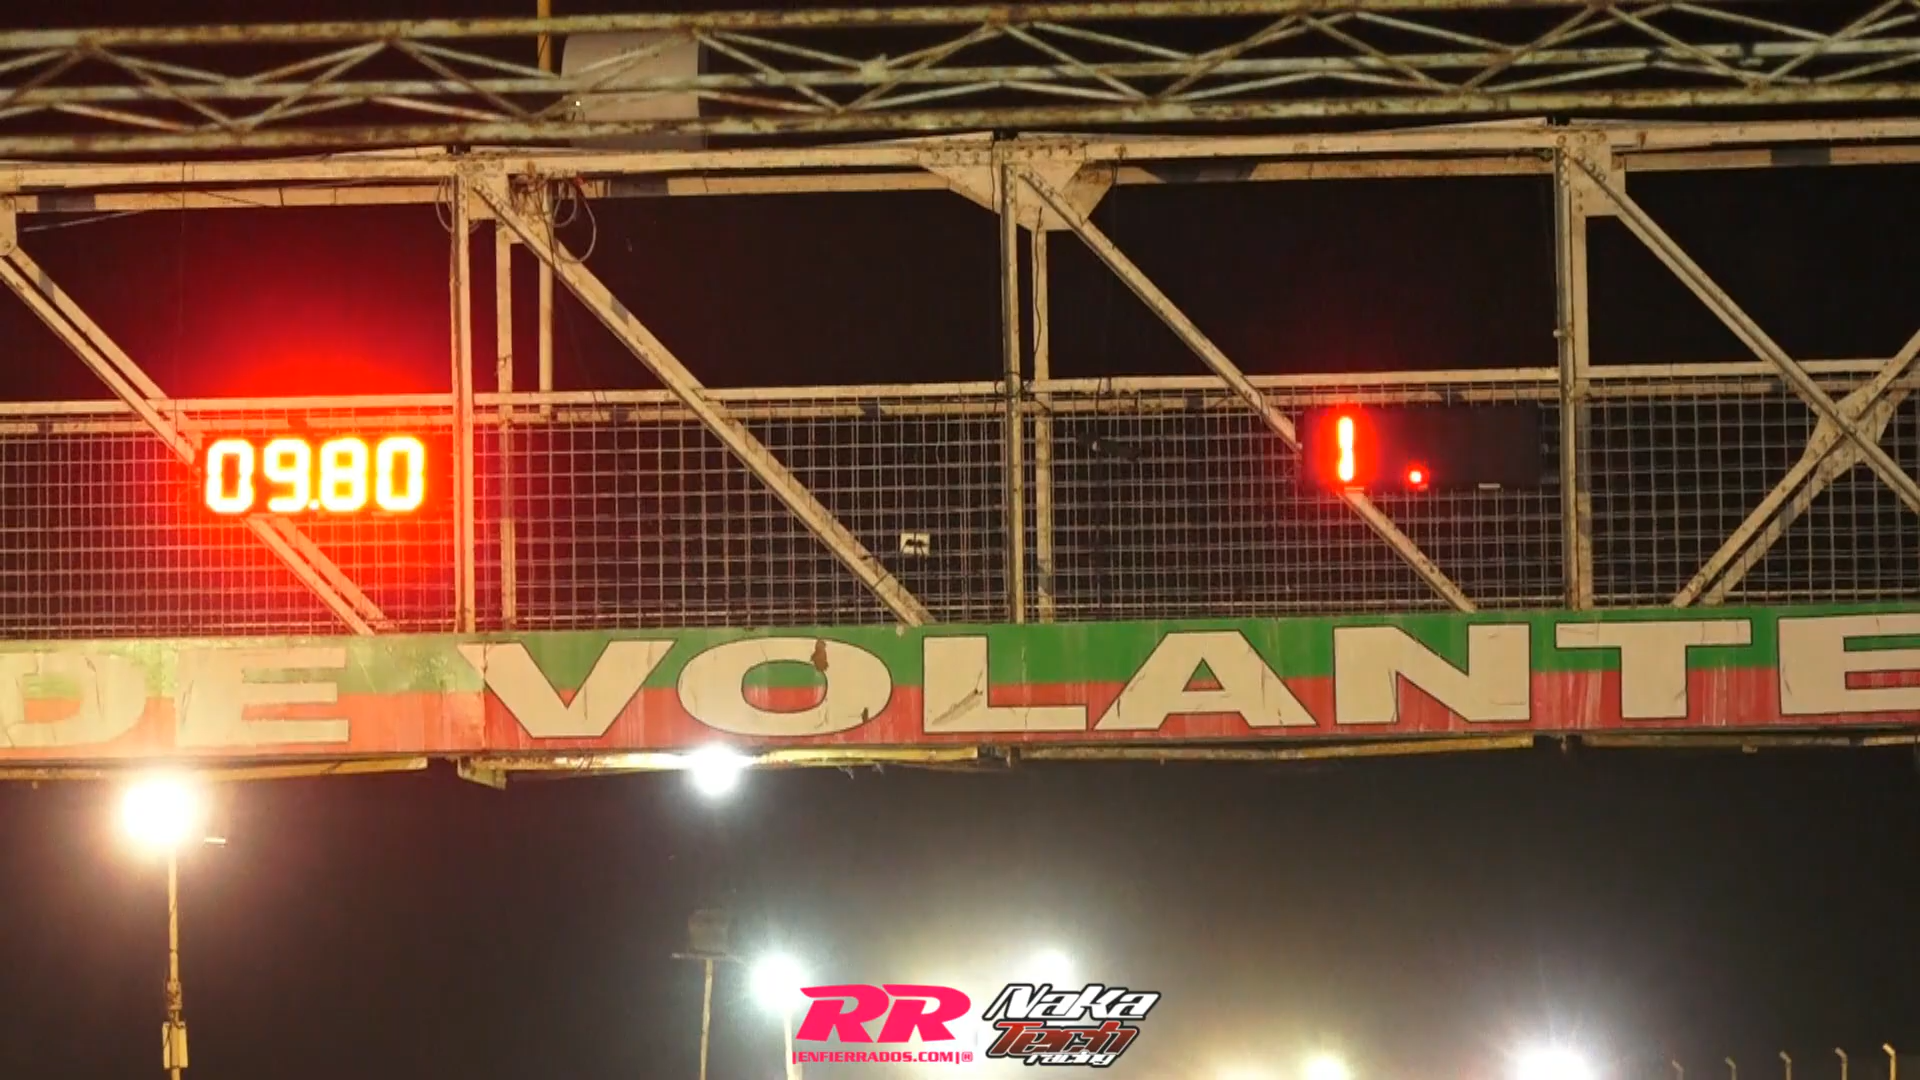 09.80
1.
DE VOLANTE
RR
|ENFIERRADOS.COM|®
NaKa
Tech
racing